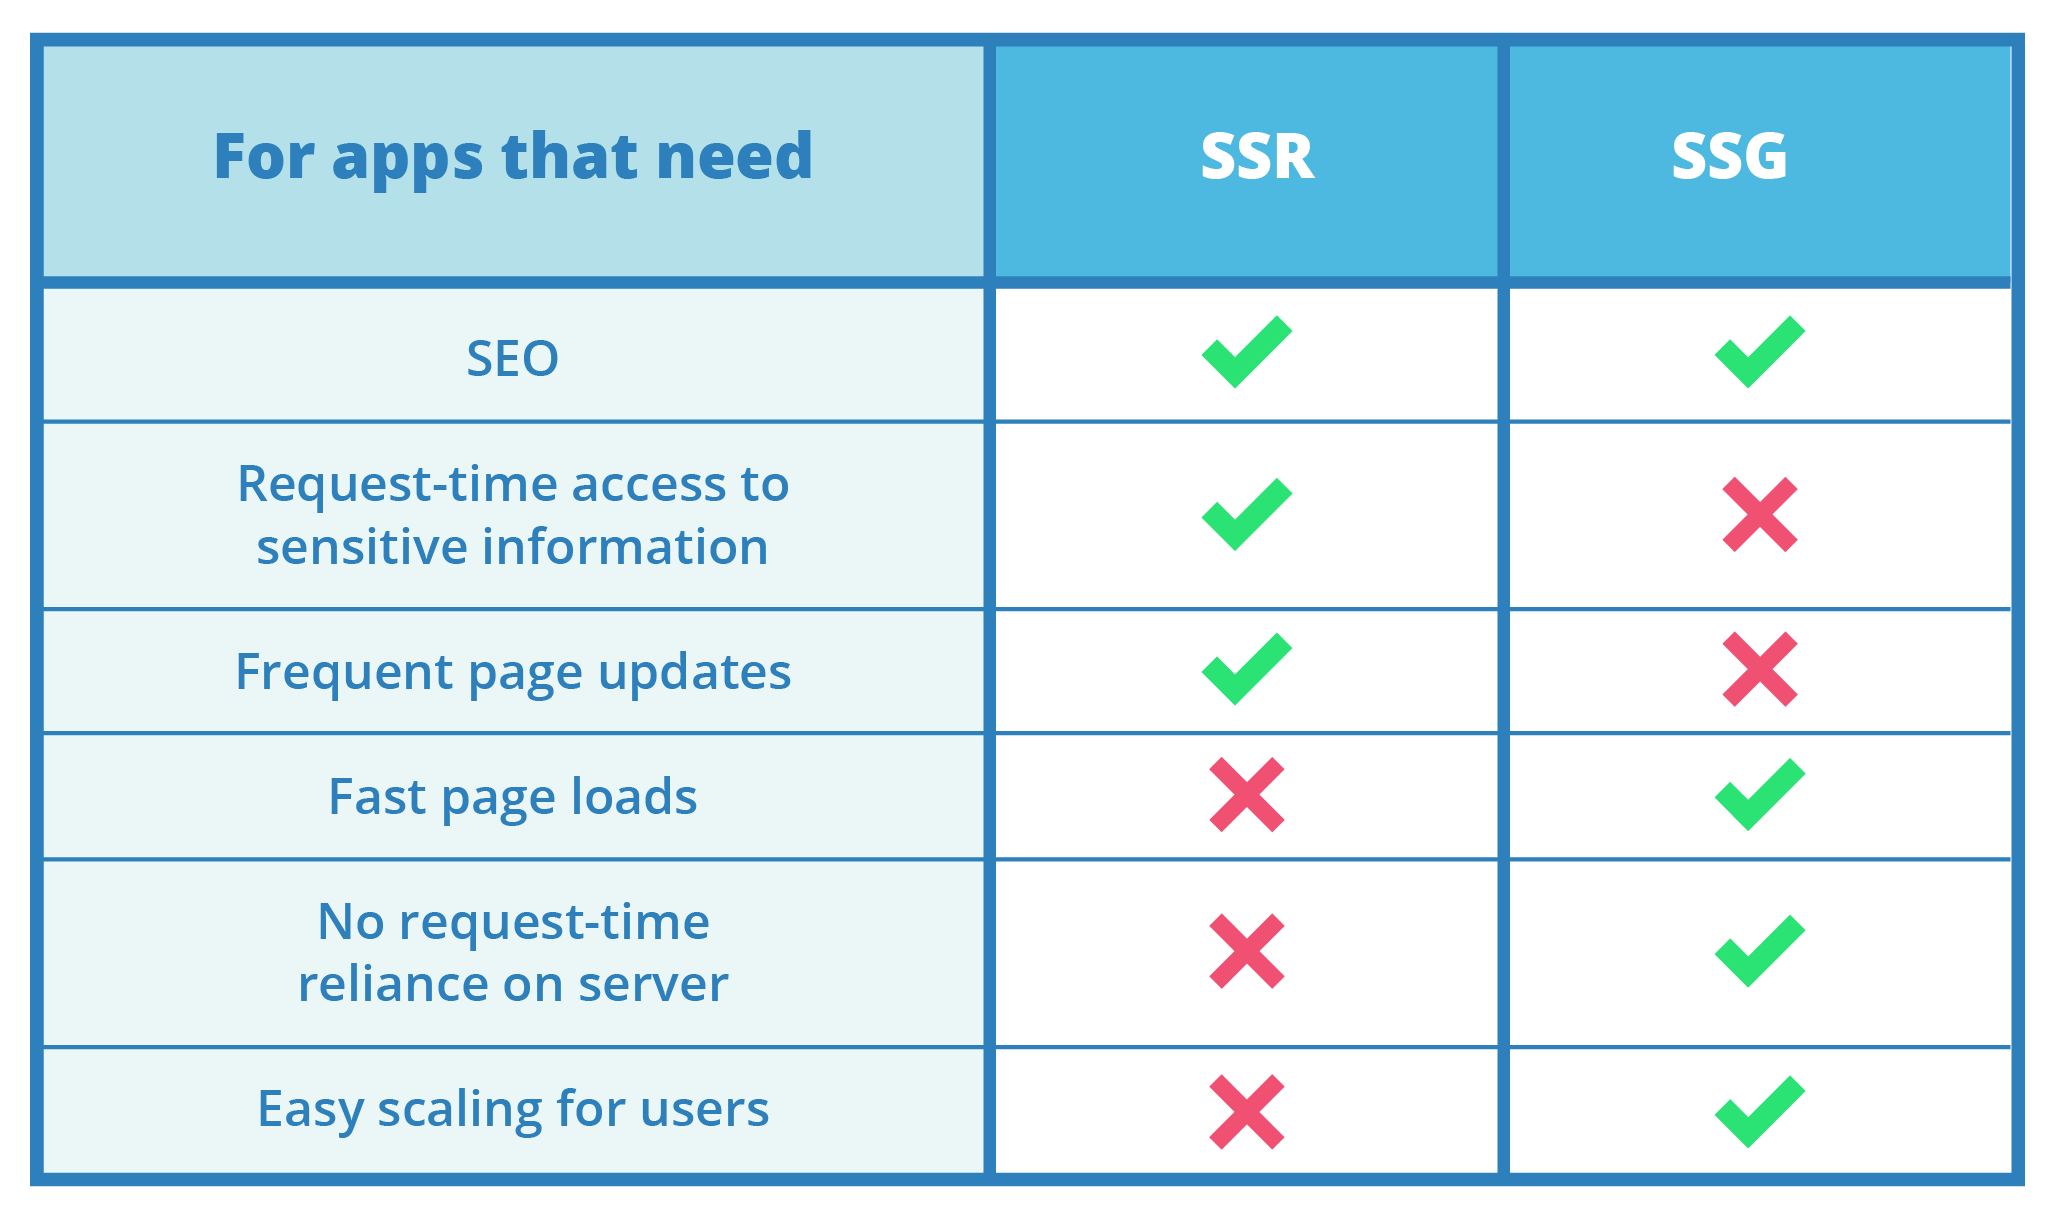 For apps that need
SSR
SSG
SEO
Request-time access to
sensitive information
Frequent page updates
Fast page loads
No request-time
reliance on server
Easy scaling for users